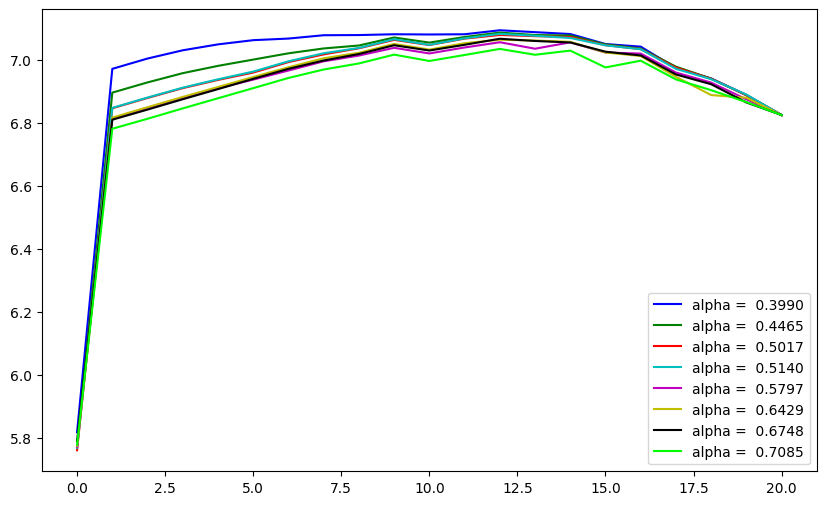 7.0
6.8
6.6
6.4
6.2
6.0
5.8
alpha =  0.3990
alpha =  0.4465
alpha =  0.5017
alpha =  0.5140
alpha =  0.5797
alpha =  0.6429
alpha =  0.6748
alpha =  0.7085
0.0 2.5 5.0 7.5 10.0 12.5 15.0 17.5 20.0